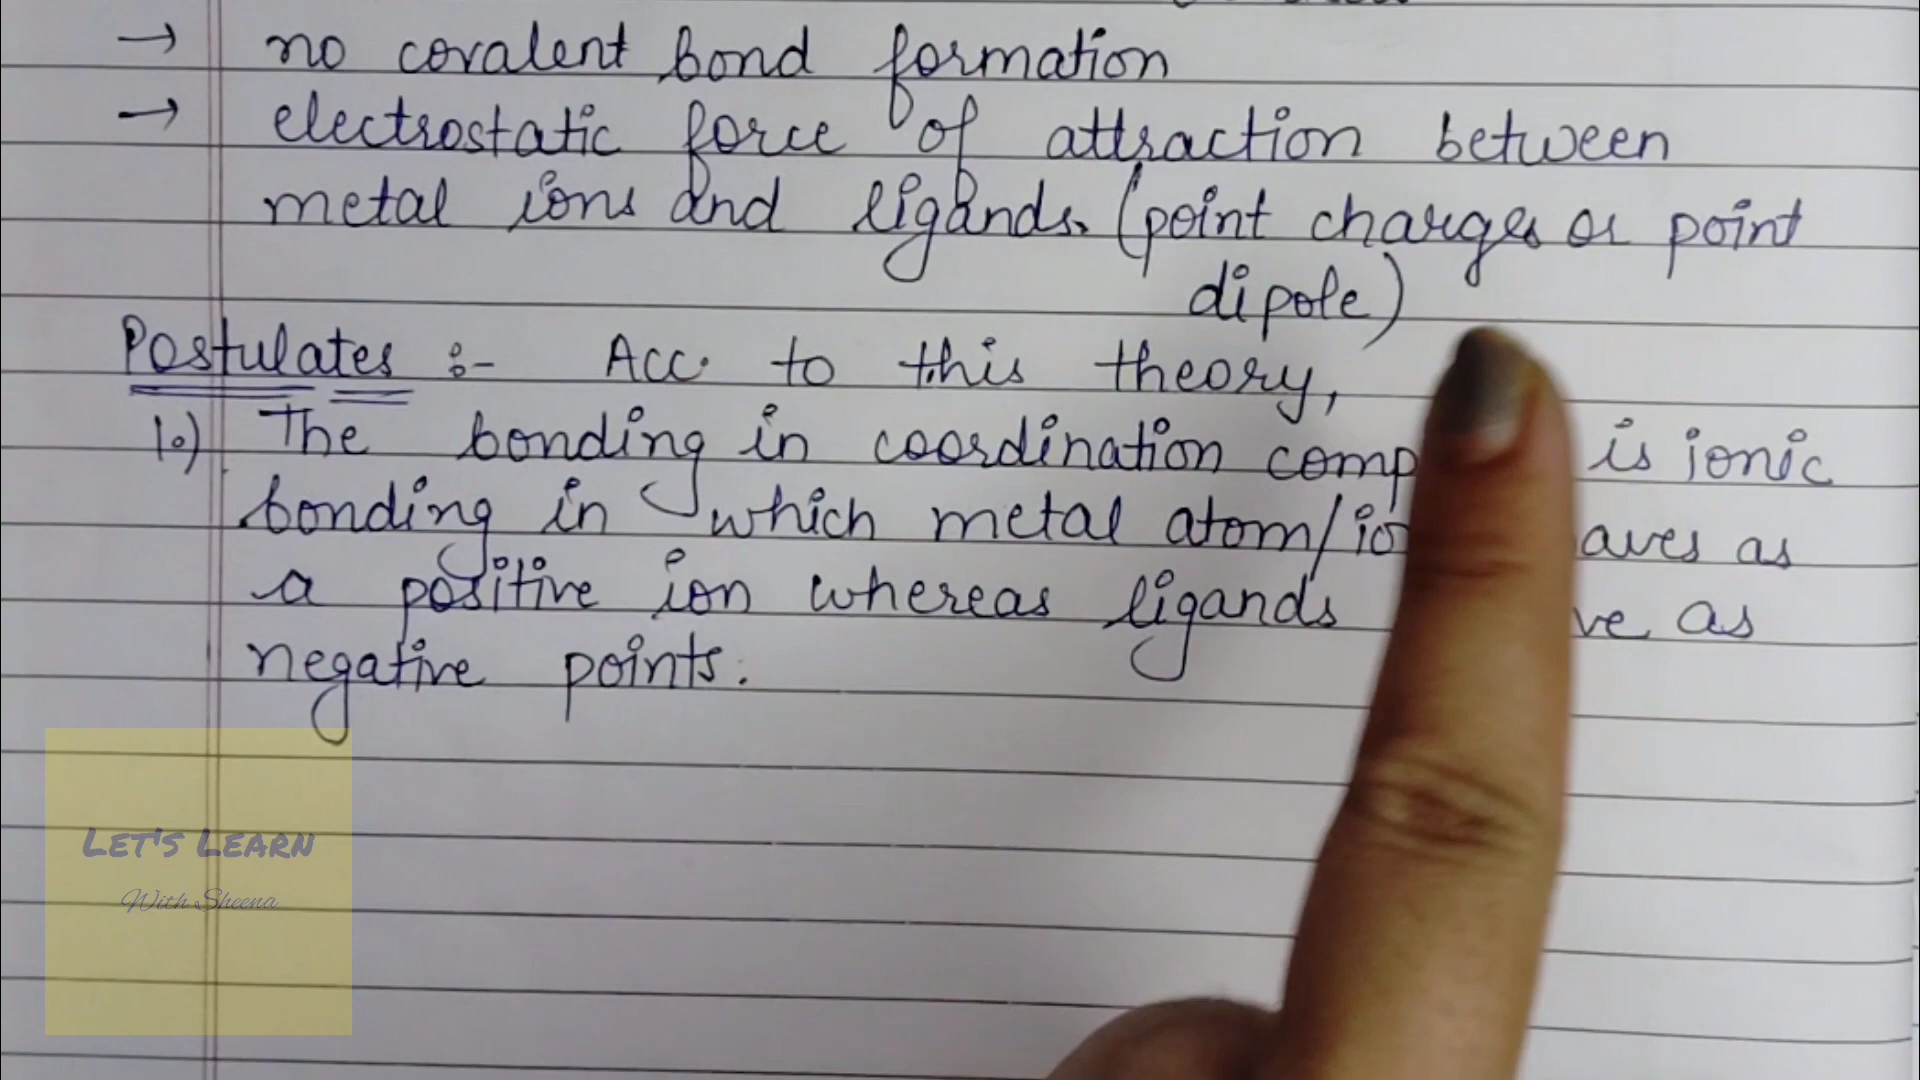 → no covalent bond formation
→ electrostatic force of attraction between
metal ions and ligands. (point charges or point
dipole)
Postulates :- Acc. to this theory,
1.) The bonding in coordination comp is ionic
bonding in which metal atom/io aves as
a positive ion whereas ligands ve as
negative points.
LET'S LEARN
With Sheena